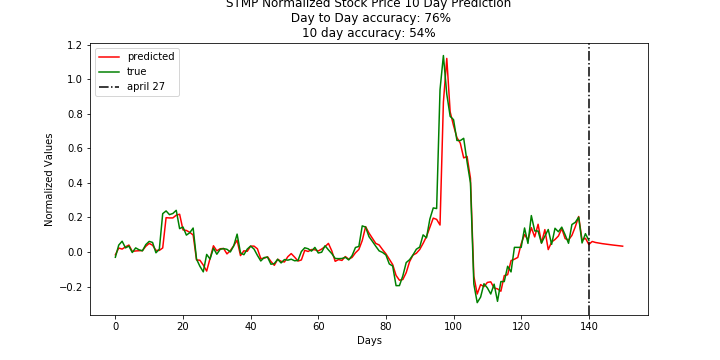 STMP Normalized Stock Price 10 Day Prediction
Day to Day accuracy: 76%
10 day accuracy: 54%
predicted
true
april 27
Normalized Values
1.2
1.0
0.8
0.6
0.4
0.2
0.0
−0.2
0 20 40 60 80 100 120 140
Days